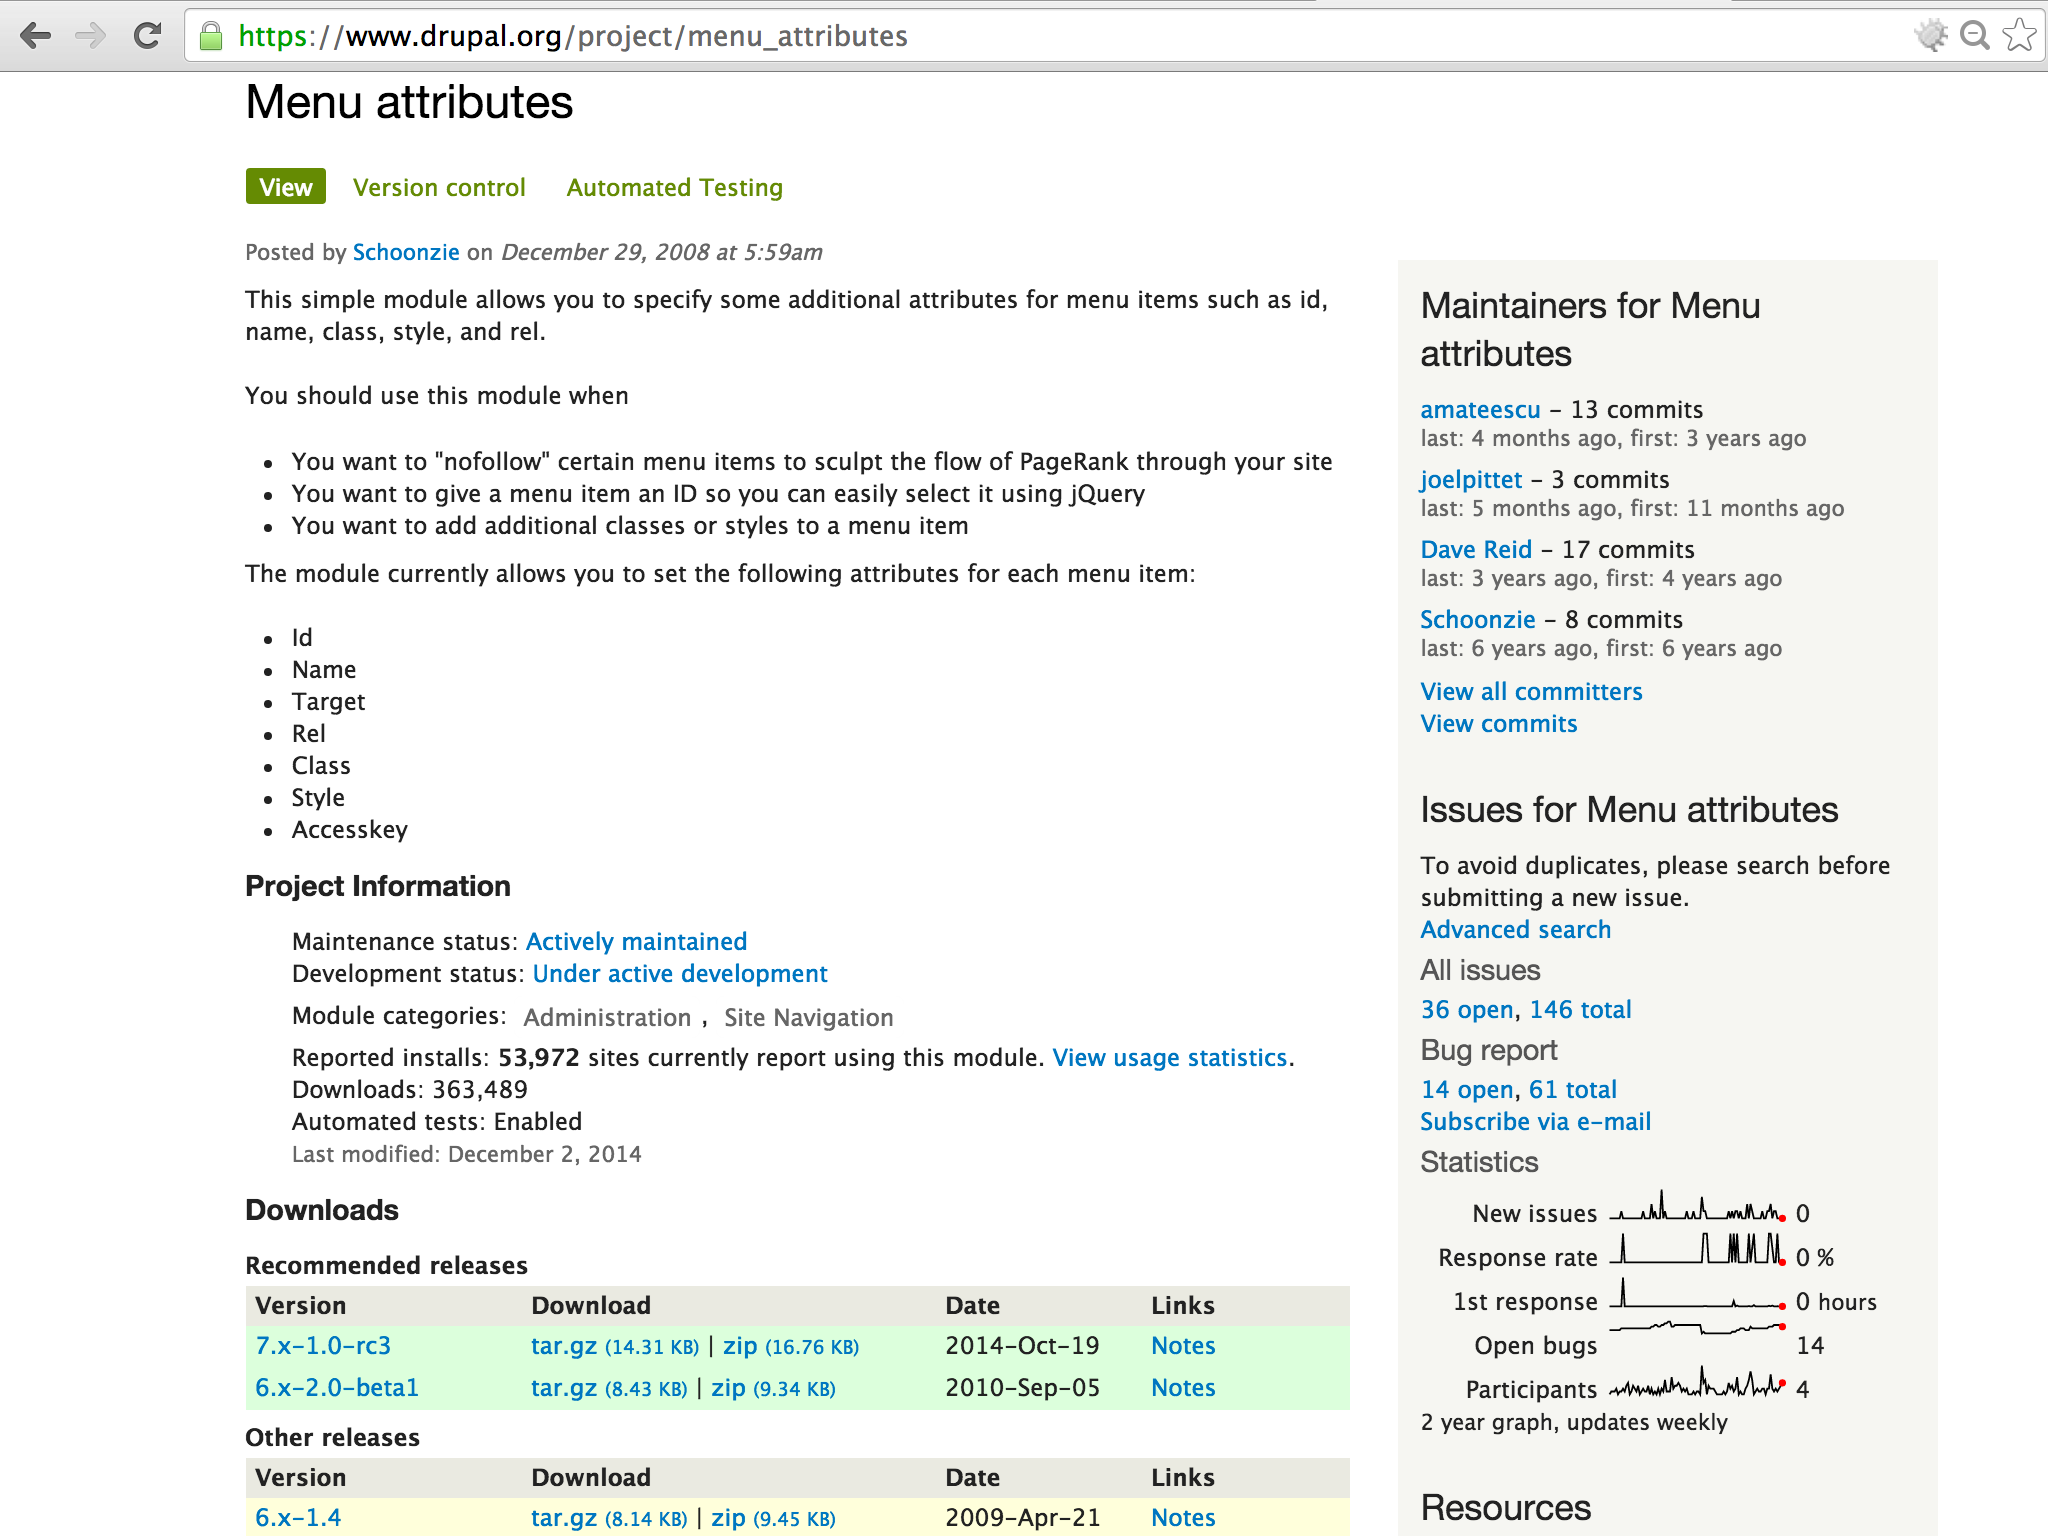 https://www.drupal.org/project/menu_attributes
Menu attributes
View Version control Automated Testing
Posted by Schoonzie on December 29, 2008 at 5:59am
This simple module allows you to specify some additional attributes for menu items such as id,
name, class, style, and rel.
You should use this module when
• You want to "nofollow" certain menu items to sculpt the flow of PageRank through your site
• You want to give a menu item an ID so you can easily select it using jQuery
• You want to add additional classes or styles to a menu item
The module currently allows you to set the following attributes for each menu item:
• Id
• Name
• Target
• Rel
• Class
• Style
• Accesskey
Project Information
Maintenance status: Actively maintained
Development status: Under active development
Module categories: Administration , Site Navigation
Reported installs: 53,972 sites currently report using this module. View usage statistics.
Downloads: 363,489
Automated tests: Enabled
Last modified: December 2, 2014
Downloads
Recommended releases
Version Download Date Links
7.x-1.0-rc3 tar.gz (14.31 KB) | zip (16.76 KB) 2014-Oct-19 Notes
6.x-2.0-beta1 tar.gz (8.43 KB) | zip (9.34 KB) 2010-Sep-05 Notes
Other releases
Version Download Date Links
6.x-1.4 tar.gz (8.14 KB) | zip (9.45 KB) 2009-Apr-21 Notes
Maintainers for Menu
attributes
amateescu – 13 commits
last: 4 months ago, first: 3 years ago
joelpittet – 3 commits
last: 5 months ago, first: 11 months ago
Dave Reid – 17 commits
last: 3 years ago, first: 4 years ago
Schoonzie – 8 commits
last: 6 years ago, first: 6 years ago
View all committers
View commits
Issues for Menu attributes
To avoid duplicates, please search before
submitting a new issue.
Advanced search
All issues
36 open, 146 total
Bug report
14 open, 61 total
Subscribe via e-mail
Statistics
New issues 0
Response rate 0 %
1st response 0 hours
Open bugs 14
Participants 4
2 year graph, updates weekly
Resources